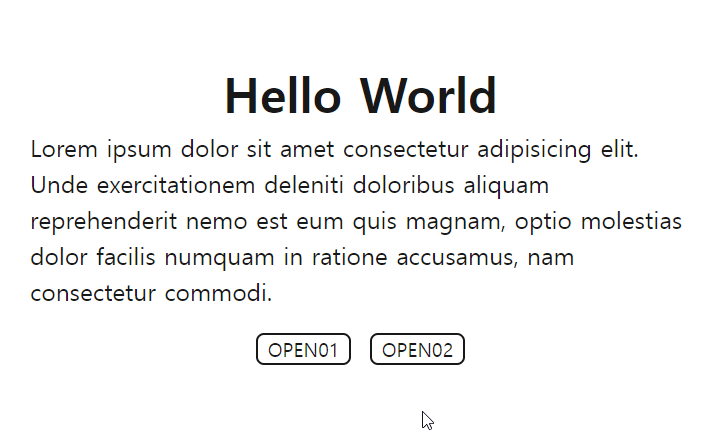 Hello World
Lorem ipsum dolor sit amet consectetur adipisicing elit.
Unde exercitationem deleniti doloribus aliquam
reprehenderit nemo est eum quis magnam, optio molestias
dolor facilis numquam in ratione accusamus, nam
consectetur commodi.
OPEN01 OPEN02